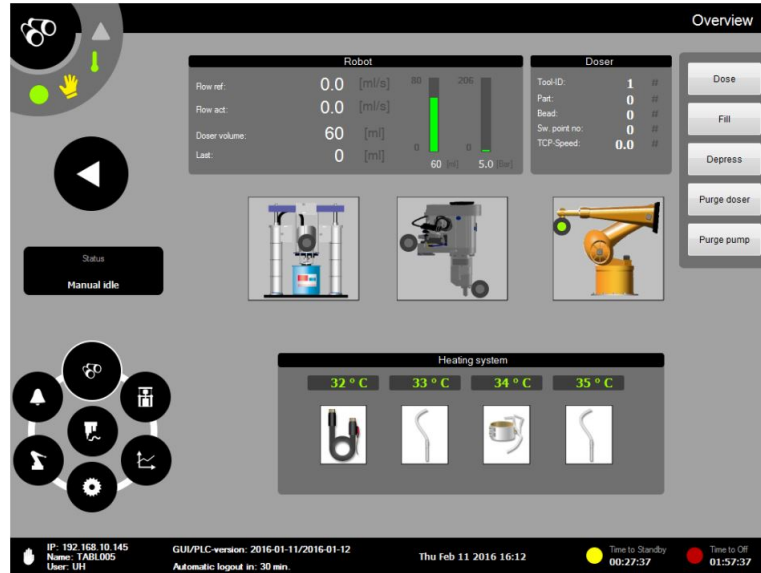 Overview
Robot
Flow ref: 0.0 [ml/s]
Flow act: 0.0 [ml/s]
Doser volume: 60 [ml]
Last: 0 [ml]
80 206
0 0
60 [ml] 5.0 [Bar]
Doser
Tool-ID: 1 #
Part: 0 #
Bead: 0 #
Sw. point no: 0 #
TCP-Speed: 0.0 #
Dose
Fill
Depress
Purge doser
Purge pump
Status
Manual idle
Heating system
32 ° C 33 ° C 34 ° C 35 ° C
IP: 192.168.10.145
Name: TABL005
User: UH
GUI/PLC-version: 2016-01-11/2016-01-12
Automatic logout in: 30 min.
Thu Feb 11 2016 16:12
Time to Standby
00:27:37
Time to Off
01:57:37